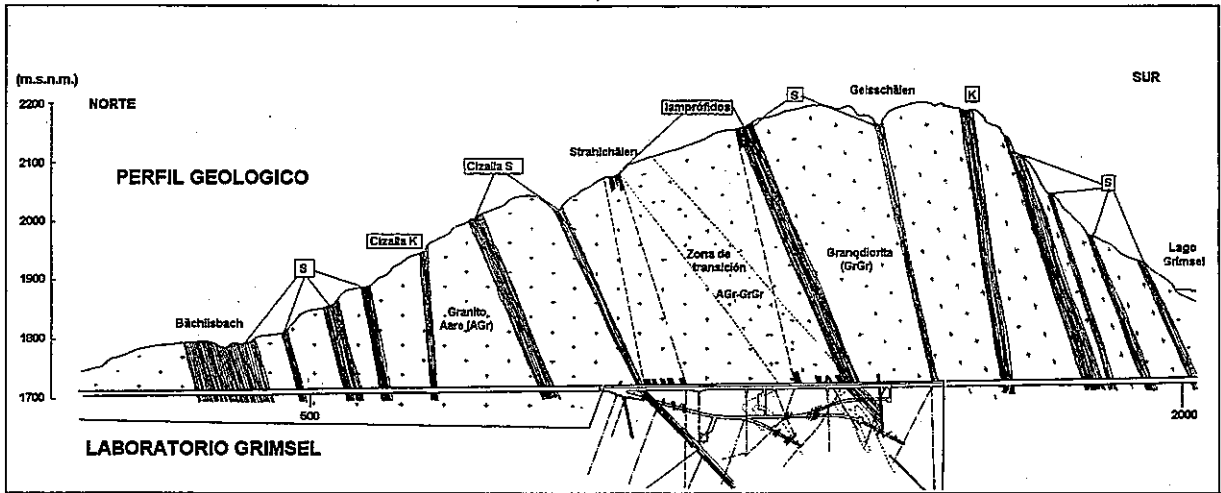 (m.s.n.m.)
NORTE
SUR
2200
2100
2000
1900
1800
1700
PERFIL GEOLOGICO
Bächlisbach
S
Cizalla K
Cizalla S
Granito,
Aare (AGr)
Strahlchälen
lamprófidos
S
Geisschälen
K
Zona de
transición
AGr-GrGr
Granodiorita
(GrGr)
S
Lago
Grimsel
500
2000
LABORATORIO GRIMSEL